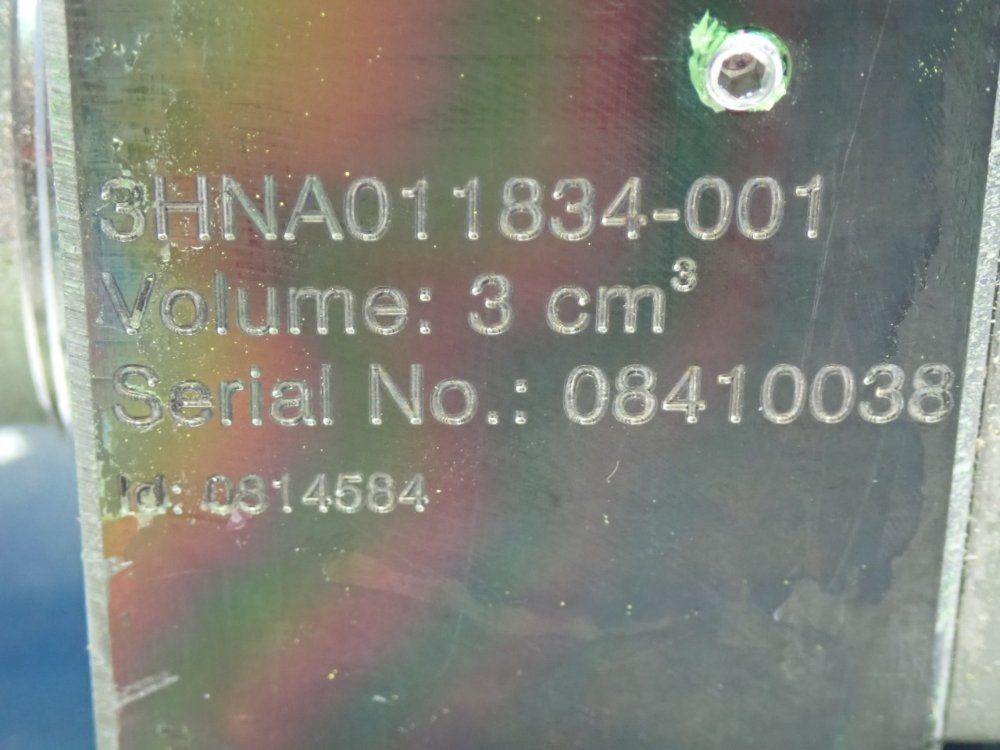 3HNA011834-001
Volume: 3 cm³
Serial No.: 08410038
Id: 0814584